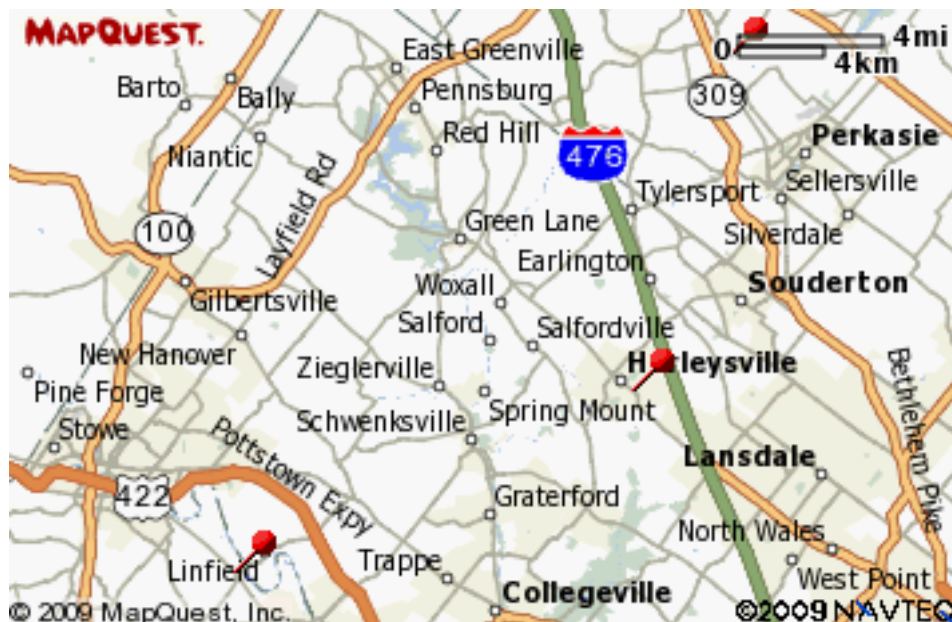 MAPQUEST.
0 4mi
4km
East Greenville
Barto
Bally
Pennsburg
309
Red Hill
Perkasie
Niantic
476
Tylersport
Sellersville
Layfield Rd
Green Lane
Silverdale
100
Earlington
Woxall
Souderton
Gilbertsville
Salford
Salfordville
New Hanover
Zieglerville
Harleysville
Pine Forge
Spring Mount
Schwenksville
Stowe
Pottstown Expy
Bethlehem Pike
Lansdale
422
Graterford
North Wales
Linfield
Trappe
West Point
Collegeville
© 2009 MapQuest, Inc.
©2009 NAVTEQ